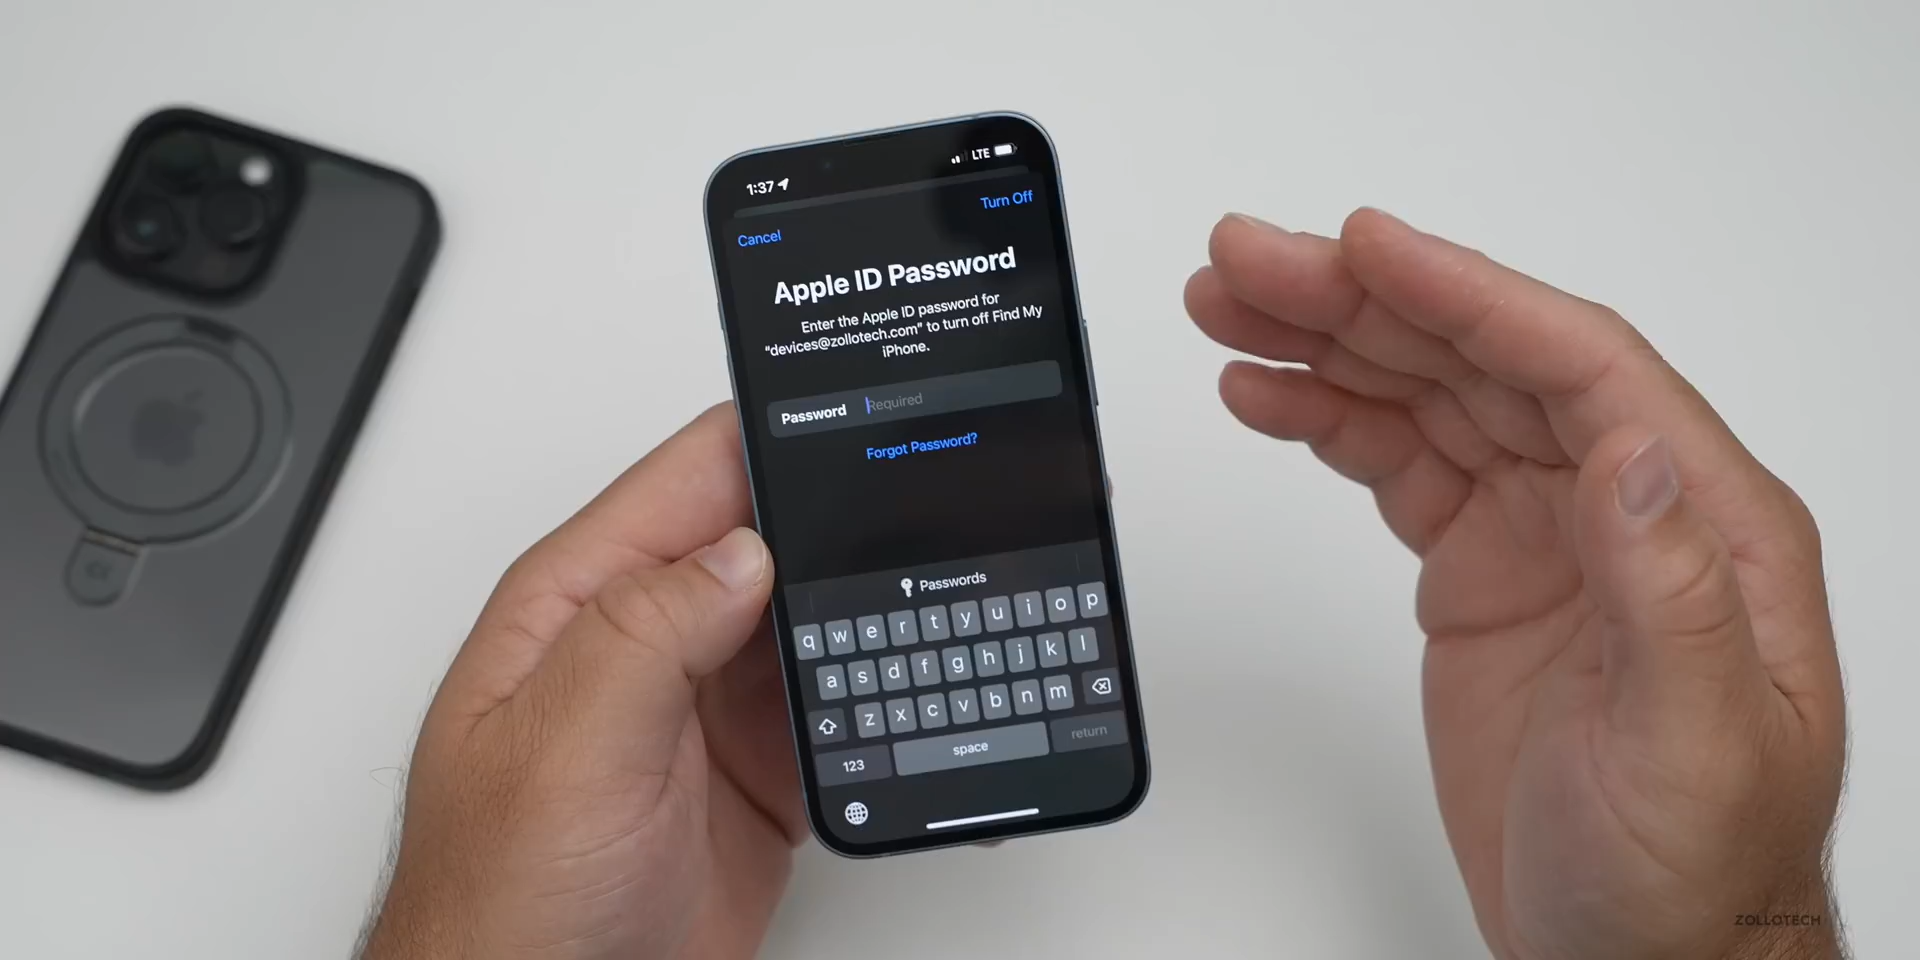 1:37
LTE
Turn Off
Cancel
Apple ID Password
Enter the Apple ID password for
"devices@zollotech.com" to turn off Find My
iPhone.
Password Required
Forgot Password?
Passwords
q w e r t y u i o p
a s d f g h j k l
z x c v b n m
123 space return
ZOLLOTECH